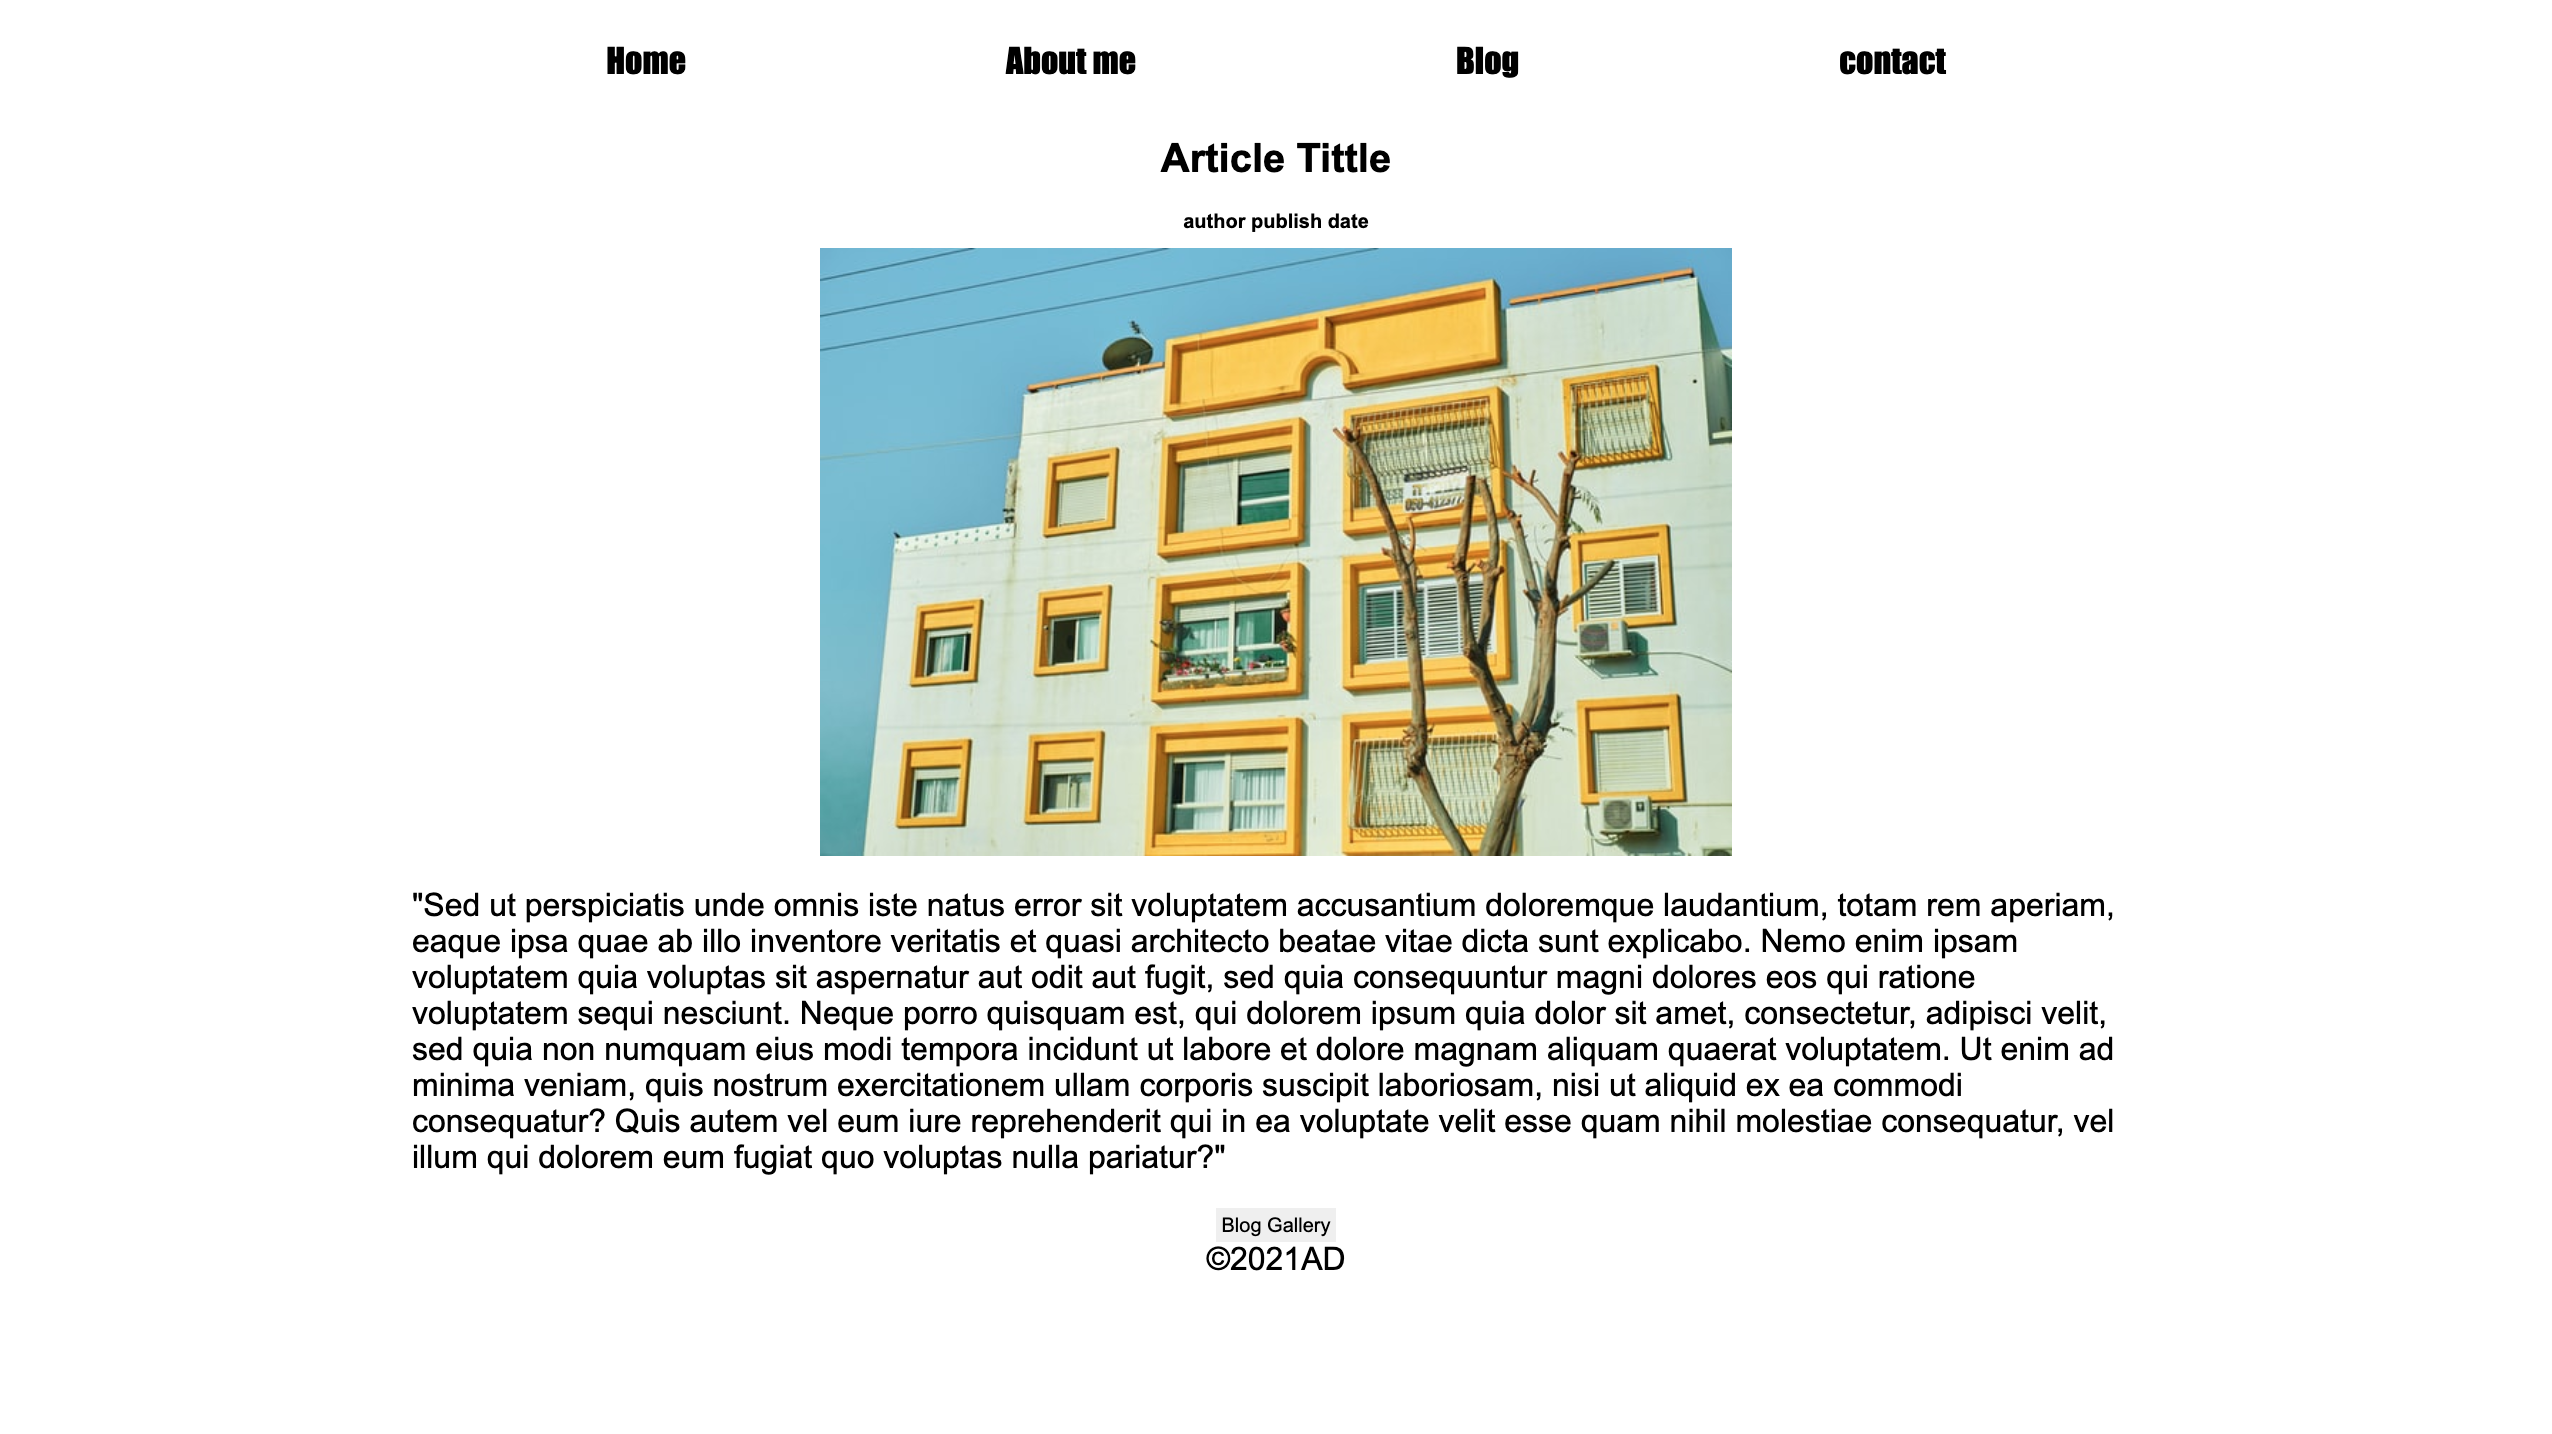 Home About me Blog contact
Article Tittle
author publish date
"Sed ut perspiciatis unde omnis iste natus error sit voluptatem accusantium doloremque laudantium, totam rem aperiam,
eaque ipsa quae ab illo inventore veritatis et quasi architecto beatae vitae dicta sunt explicabo. Nemo enim ipsam
voluptatem quia voluptas sit aspernatur aut odit aut fugit, sed quia consequuntur magni dolores eos qui ratione
voluptatem sequi nesciunt. Neque porro quisquam est, qui dolorem ipsum quia dolor sit amet, consectetur, adipisci velit,
sed quia non numquam eius modi tempora incidunt ut labore et dolore magnam aliquam quaerat voluptatem. Ut enim ad
minima veniam, quis nostrum exercitationem ullam corporis suscipit laboriosam, nisi ut aliquid ex ea commodi
consequatur? Quis autem vel eum iure reprehenderit qui in ea voluptate velit esse quam nihil molestiae consequatur, vel
illum qui dolorem eum fugiat quo voluptas nulla pariatur?"
Blog Gallery
©2021AD